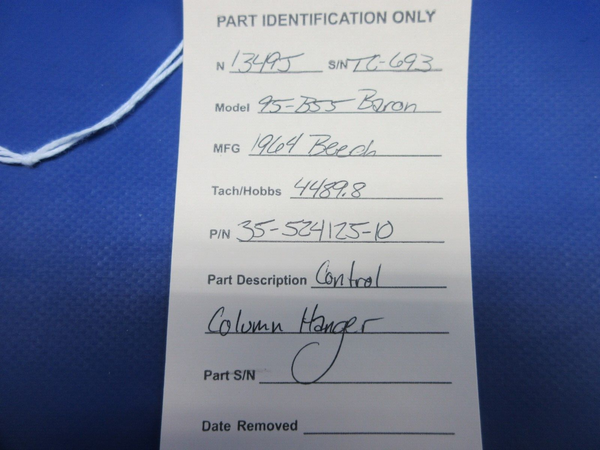 PART IDENTIFICATION ONLY
N 13495 S/N TC-693
Model 95-B55 Baron
MFG 1964 Beech
Tach/Hobbs 4489.8
P/N 35-524125-10
Part Description Control
Column Hanger
Part S/N
Date Removed